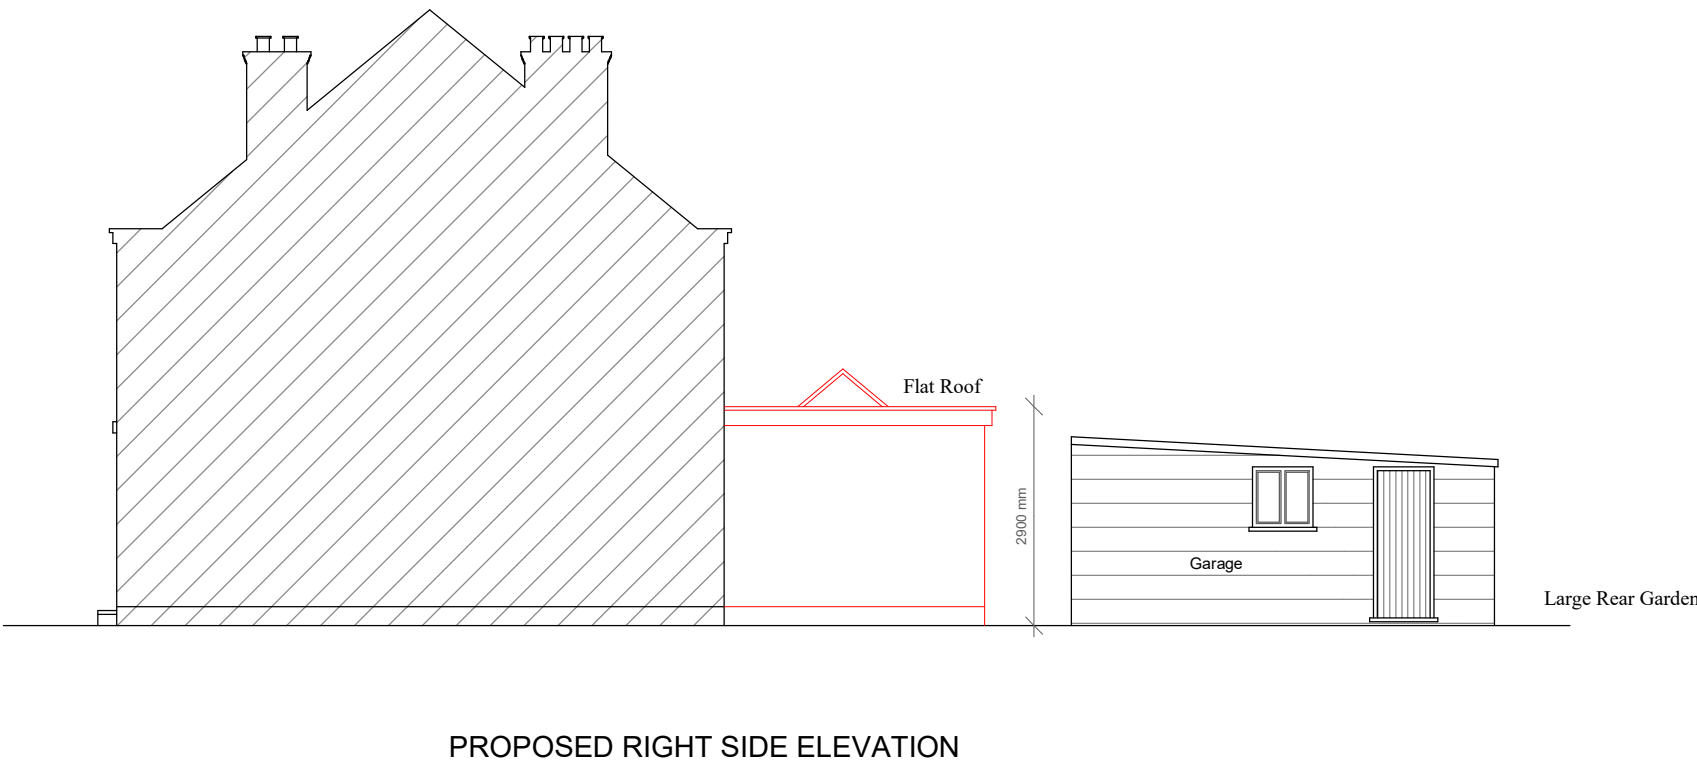 Flat Roof
2900 mm
Garage
Large Rear Garden
PROPOSED RIGHT SIDE ELEVATION